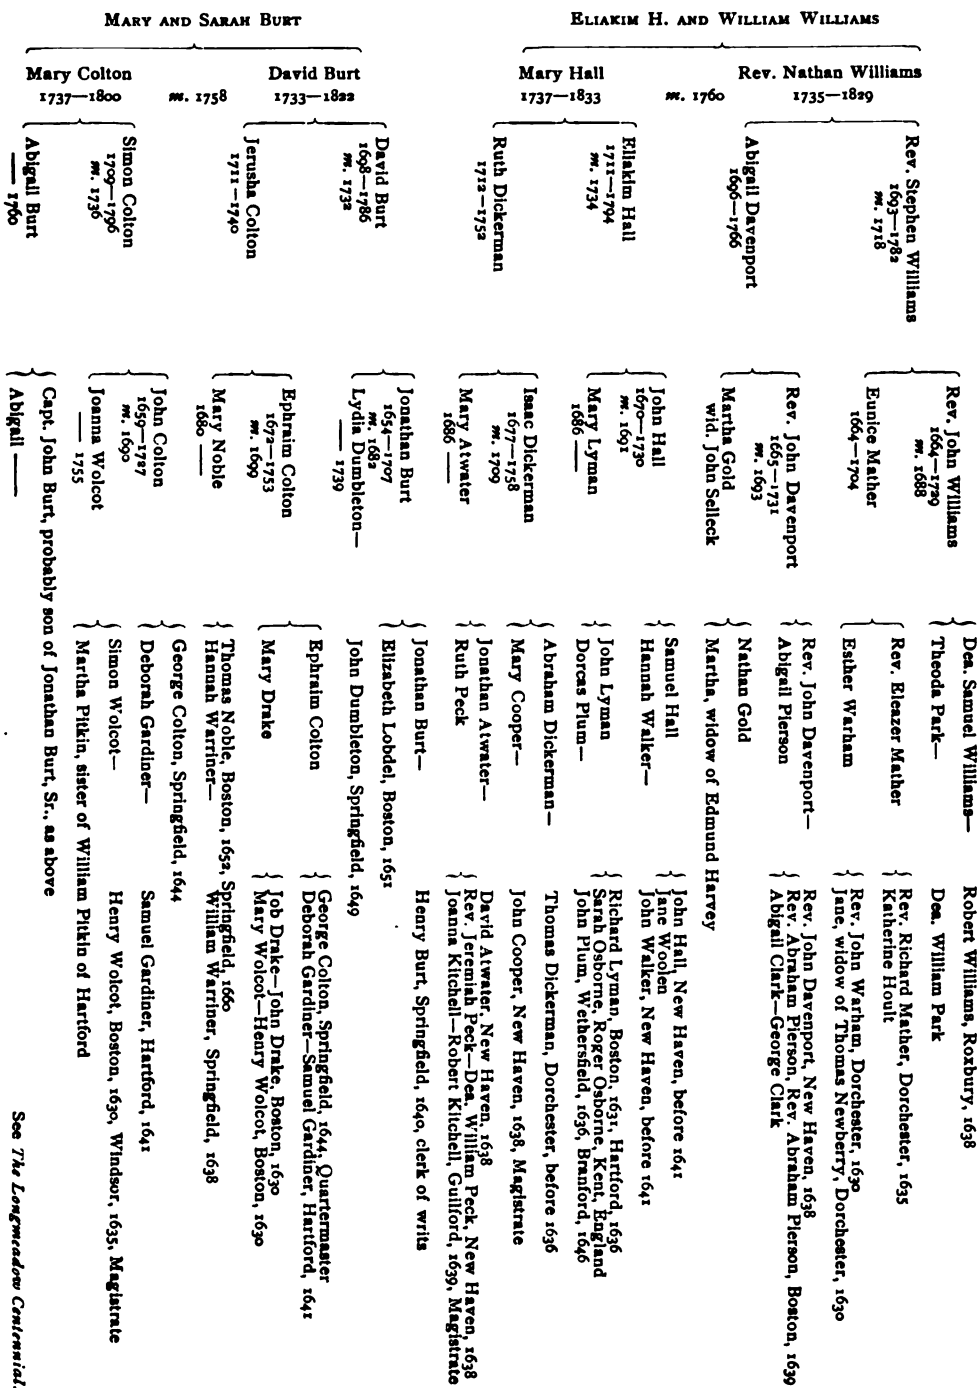 MARY AND SARAH BURT
ELIAKIM H. AND WILLIAM WILLIAMS
Mary Colton
1737—1800
m. 1758
David Burt
1733—1822
Mary Hall
1737—1833
m. 1760
Rev. Nathan Williams
1735—1829
Rev. Stephen Williams
1693—1782
m. 1718
Abigail Davenport
1696—1766
Eliakim Hall
1711—1794
m. 1734
Ruth Dickerman
1712—1752
David Burt
1698—1786
m. 1732
Jerusha Colton
1711—1740
Simon Colton
1709—1796
m. 1736
Abigail Burt
—— 1760
Rev. John Williams
1664—1729
m. 1688
Eunice Mather
1664—1704
Rev. John Davenport
1665—1731
m. 1693
Martha Gold
wid. John Selleck
John Hall
1670—1730
m. 1691
Mary Lyman
1686 ——
Isaac Dickerman
1677—1758
m. 1709
Mary Atwater
1686 ——
Jonathan Burt
1654—1707
m. 1682
Lydia Dumbleton—
—— 1739
Ephraim Colton
1672—1753
m. 1699
Mary Noble
1680 ——
John Colton
1659—1727
m. 1690
Joanna Wolcot
—— 1755
Capt. John Burt, probably son of Jonathan Burt, Sr., as above
Abigail ——
Dea. Samuel Williams—
Theoda Park—
Rev. Eleazer Mather
Esther Warham
Rev. John Davenport—
Abigail Pierson
Nathan Gold
Martha, widow of Edmund Harvey
Samuel Hall
Hannah Walker—
John Lyman
Dorcas Plum—
Abraham Dickerman—
Mary Cooper—
Jonathan Atwater—
Ruth Peck
Jonathan Burt—
Elizabeth Lobdel, Boston, 1651
John Dumbleton, Springfield, 1649
Ephraim Colton
Mary Drake
Thomas Noble, Boston, 1652, Springfield, 1660
Hannah Warriner—
George Colton, Springfield, 1644
Deborah Gardiner—
Simon Wolcot—
Martha Pitkin, sister of William Pitkin of Hartford
Robert Williams, Roxbury, 1638
Dea. William Park
Rev. Richard Mather, Dorchester, 1635
Katherine Hoult
Rev. John Warham, Dorchester, 1630
Jane, widow of Thomas Newberry, Dorchester, 1630
Rev. John Davenport, New Haven, 1638
Rev. Abraham Pierson, Rev. Abraham Pierson, Boston, 1639
Abigail Clark—George Clark
John Hall, New Haven, before 1641
Jane Woolen
John Walker, New Haven, before 1641
Richard Lyman, Boston, 1631, Hartford, 1636
Sarah Osborne, Roger Osborne, Kent, England
John Plum, Wethersfield, 1636, Branford, 1646
Thomas Dickerman, Dorchester, before 1636
John Cooper, New Haven, 1638, Magistrate
David Atwater, New Haven, 1638
Rev. Jeremiah Peck—Dea. William Peck, New Haven, 1638
Joanna Kitchell—Robert Kitchell, Guilford, 1639, Magistrate
Henry Burt, Springfield, 1640, clerk of writs
George Colton, Springfield, 1644, Quartermaster
Deborah Gardiner—Samuel Gardiner, Hartford, 1641
Job Drake—John Drake, Boston, 1630
Mary Wolcot—Henry Wolcot, Boston, 1630
William Warriner, Springfield, 1638
Samuel Gardiner, Hartford, 1641
Henry Wolcot, Boston, 1630, Windsor, 1635, Magistrate
See The Longmeadow Centennial.